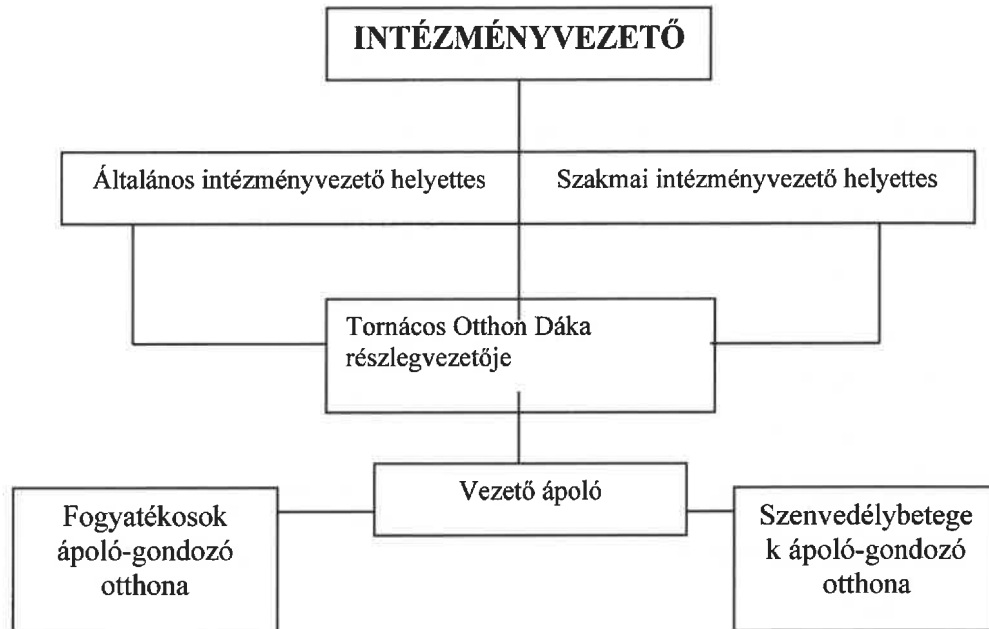 INTÉZMÉNYVEZETŐ
Általános intézményvezető helyettes
Szakmai intézményvezető helyettes
Tornácos Otthon Dáka
részlegvezetője
Vezető ápoló
Fogyatékosok
ápoló-gondozó
otthona
Szenvedélybetege
k ápoló-gondozó
otthona